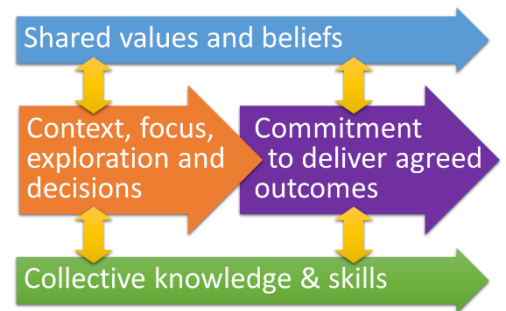 Shared values and beliefs
Context, focus,
exploration and
decisions
Commitment
to deliver agreed
outcomes
Collective knowledge & skills